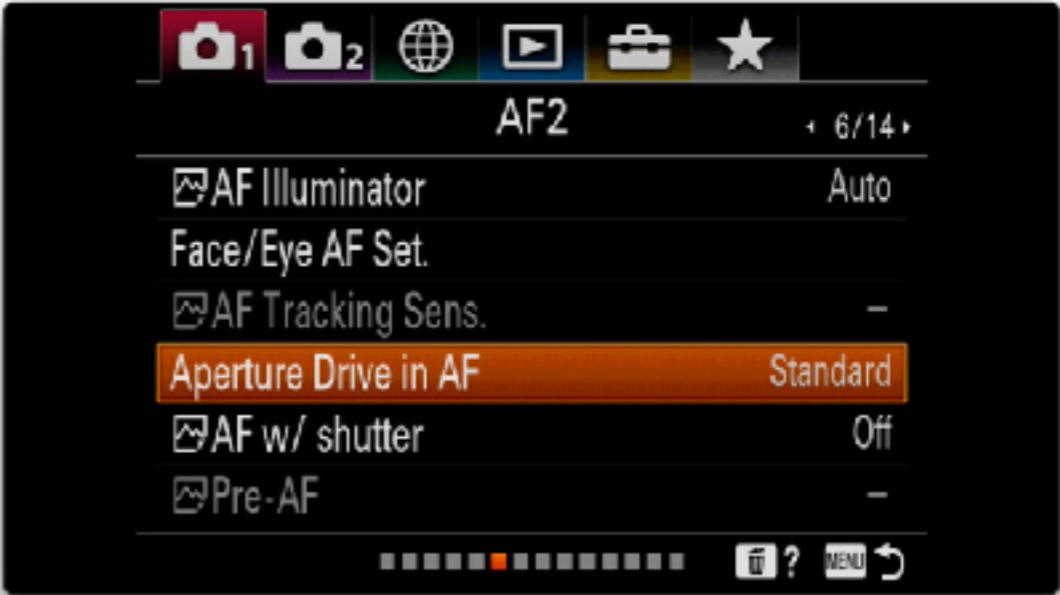 1 2
AF2
6/14
AF Illuminator Auto
Face/Eye AF Set.
AF Tracking Sens. –
Aperture Drive in AF Standard
AF w/ shutter Off
Pre-AF –
? MENU